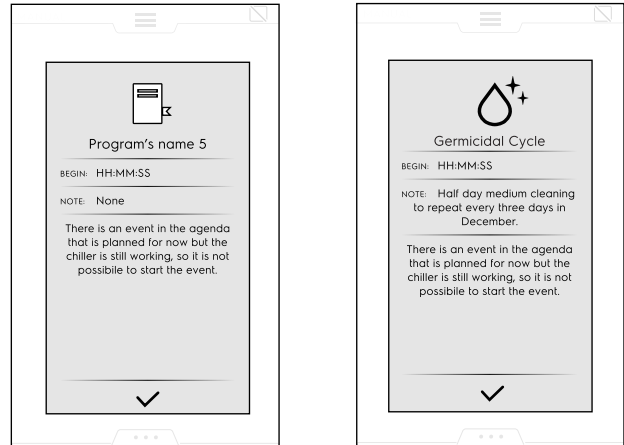 Program's name 5
BEGIN: HH:MM:SS
NOTE: None
There is an event in the agenda
that is planned for now but the
chiller is still working, so it is not
possibile to start the event.
Germicidal Cycle
BEGIN: HH:MM:SS
NOTE: Half day medium cleaning
to repeat every three days in
December.
There is an event in the agenda
that is planned for now but the
chiller is still working, so it is not
possibile to start the event.